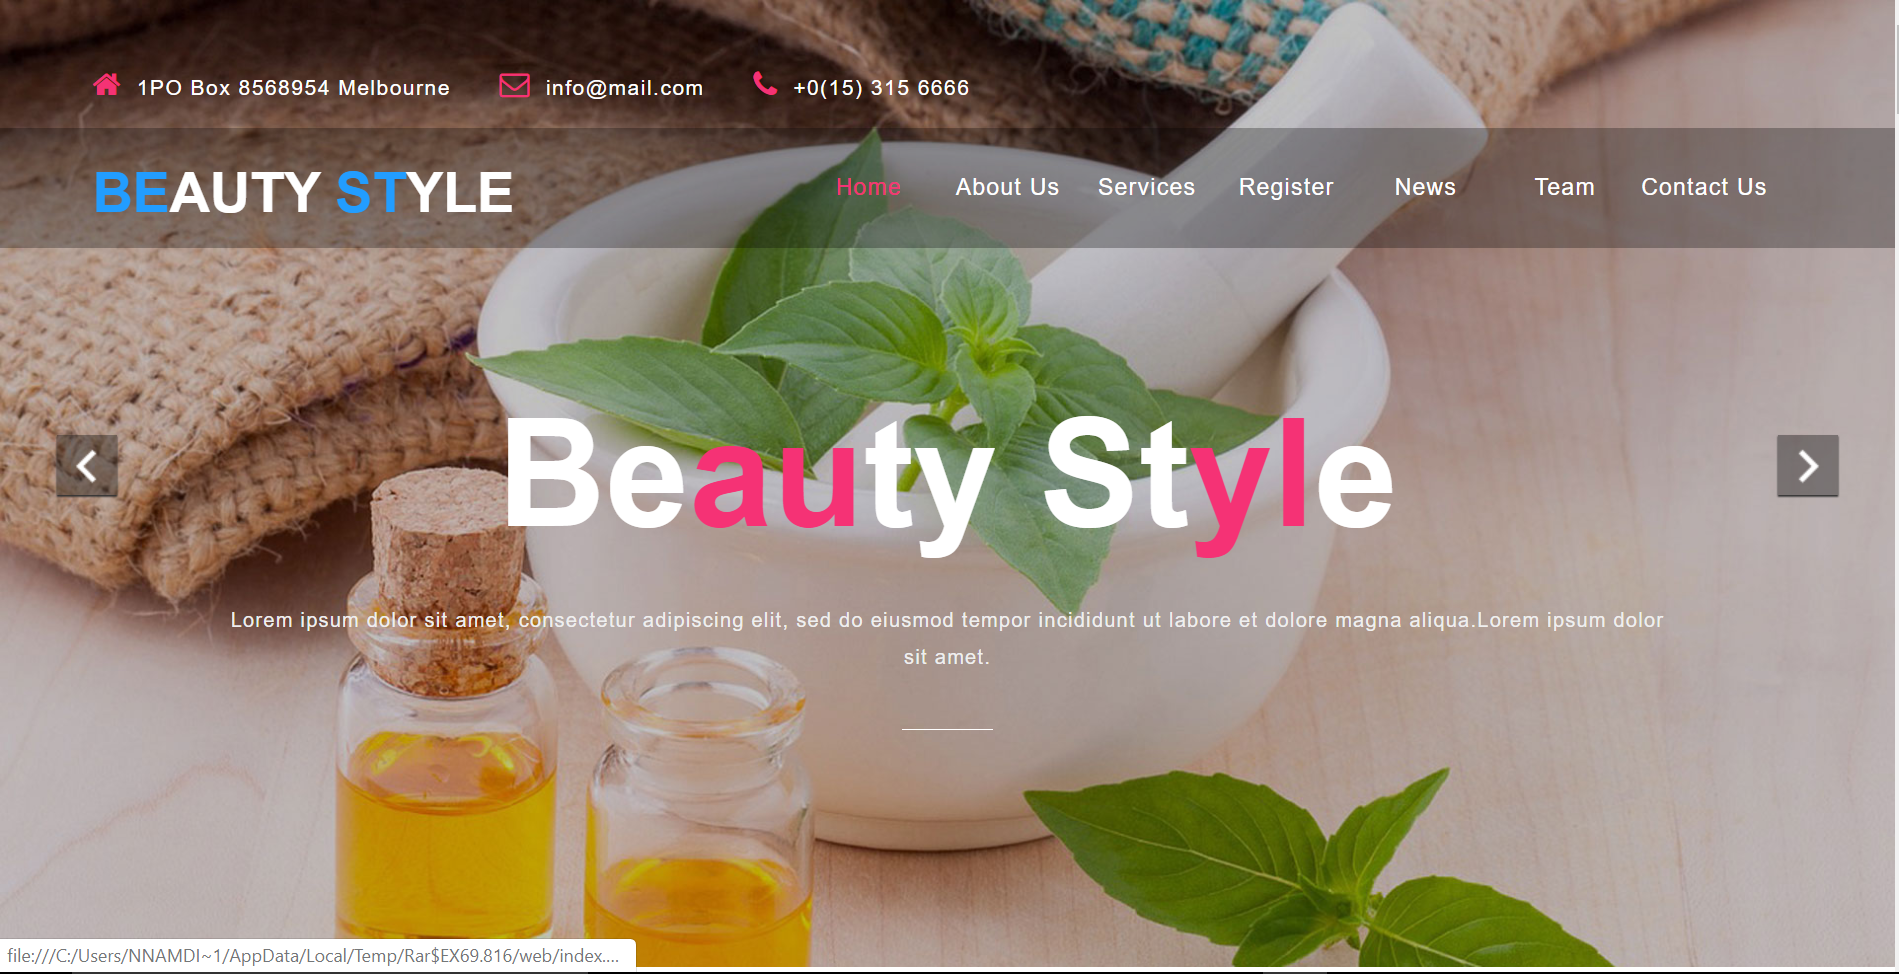 1PO Box 8568954 Melbourne info@mail.com +0(15) 315 6666
BEAUTY STYLE Home About Us Services Register News Team Contact Us
Beauty Style
Lorem ipsum dolor sit amet, consectetur adipiscing elit, sed do eiusmod tempor incididunt ut labore et dolore magna aliqua.Lorem ipsum dolor
sit amet.
file:///C:/Users/NNAMDI~1/AppData/Local/Temp/Rar$EX69.816/web/index....